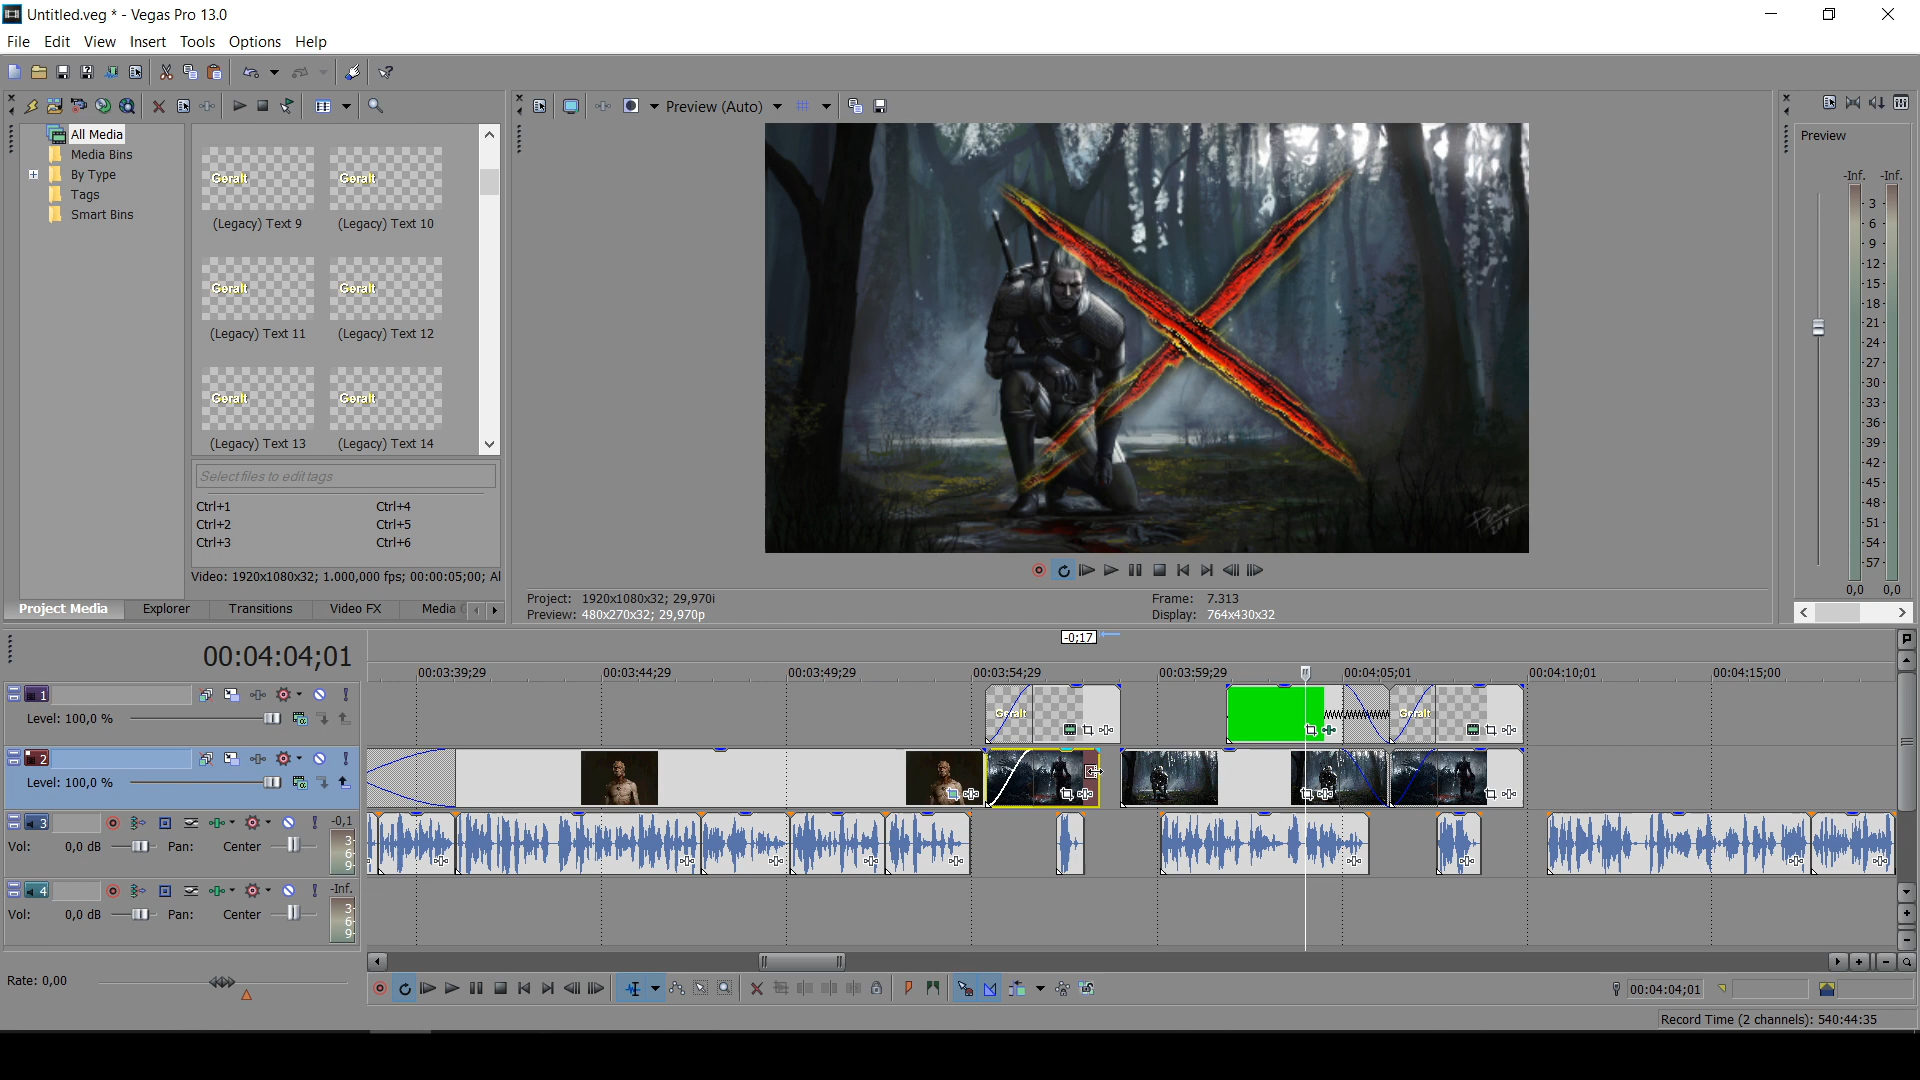 Untitled.veg * - Vegas Pro 13.0
File Edit View Insert Tools Options Help
Preview (Auto)
All Media
Media Bins
By Type
Tags
Smart Bins
Geralt Geralt
(Legacy) Text 9 (Legacy) Text 10
Geralt Geralt
(Legacy) Text 11 (Legacy) Text 12
Geralt Geralt
(Legacy) Text 13 (Legacy) Text 14
Select files to edit tags
Ctrl+1 Ctrl+4
Ctrl+2 Ctrl+5
Ctrl+3 Ctrl+6
Video: 1920x1080x32; 1.000,000 fps; 00:00:05;00; Al
Project Media Explorer Transitions Video FX Media
Project: 1920x1080x32; 29,970i
Preview: 480x270x32; 29,970p
Frame: 7.313
Display: 764x430x32
Preview
-Inf. -Inf.
- 3 -
- 6 -
- 9 -
-12-
-15-
-18-
-21-
-24-
-27-
-30-
-33-
-36-
-39-
-42-
-45-
-48-
-51-
-54-
-57-
0,0 0,0
00:04:04;01
-0;17
00:03:39;29 00:03:44;29 00:03:49;29 00:03:54;29 00:03:59;29 00:04:05;01 00:04:10;01 00:04:15;00
1
Level: 100,0 %
Geralt Geralt
2
Level: 100,0 %
3 -0,1
Vol: 0,0 dB Pan: Center
3-
6-
9-
4 -Inf.
Vol: 0,0 dB Pan: Center
3-
6-
9-
Rate: 0,00
00:04:04;01
Record Time (2 channels): 540:44:35